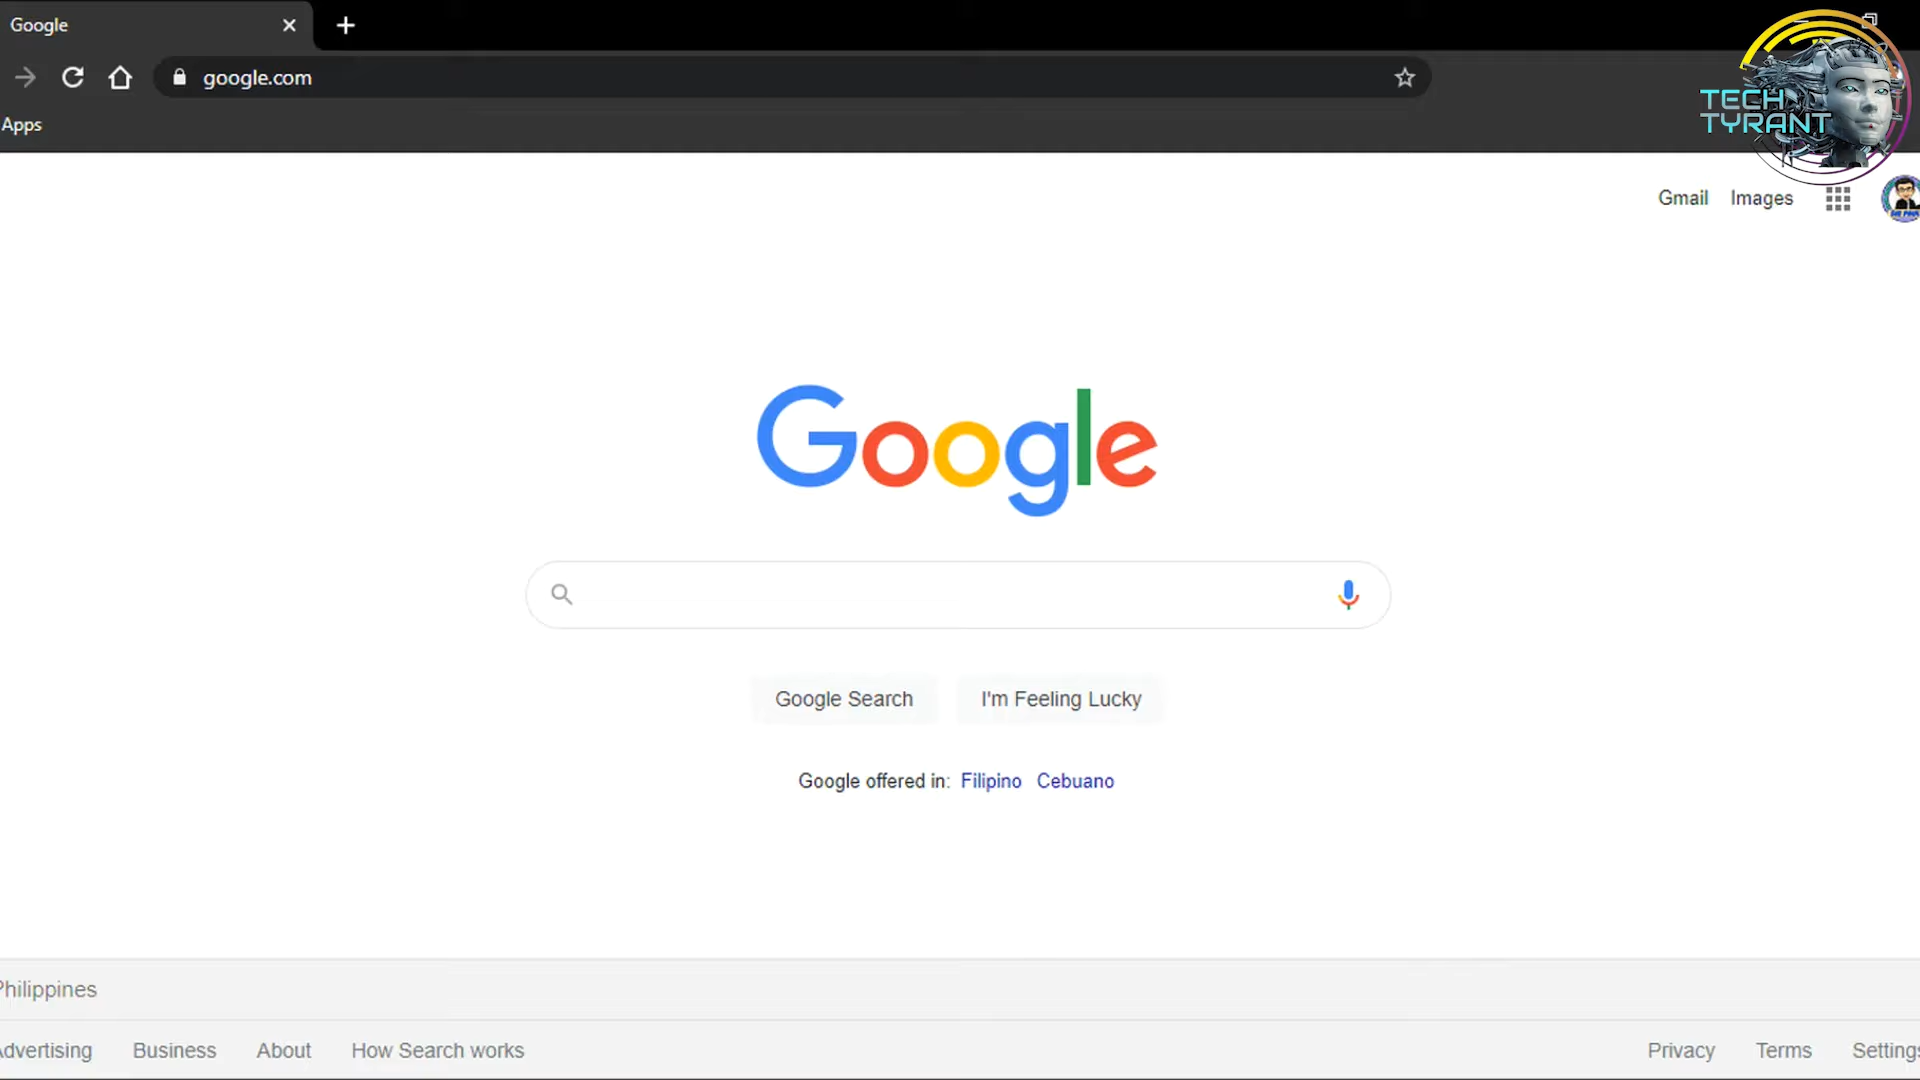 Google
google.com
Apps
TECH
TYRANT
Gmail Images
Google
Google Search I'm Feeling Lucky
Google offered in: Filipino Cebuano
Philippines
Advertising Business About How Search works Privacy Terms Settings